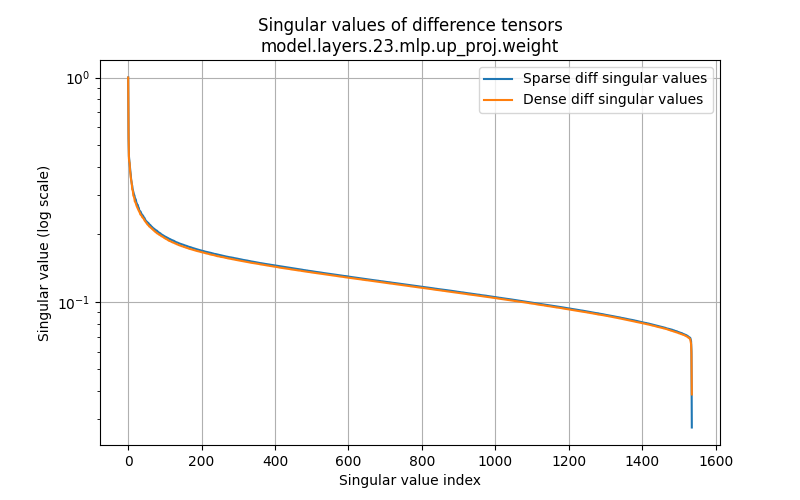 Singular values of difference tensors
model.layers.23.mlp.up_proj.weight
Sparse diff singular values
Dense diff singular values
Singular value (log scale)
10⁰
10⁻¹
0 200 400 600 800 1000 1200 1400 1600
Singular value index